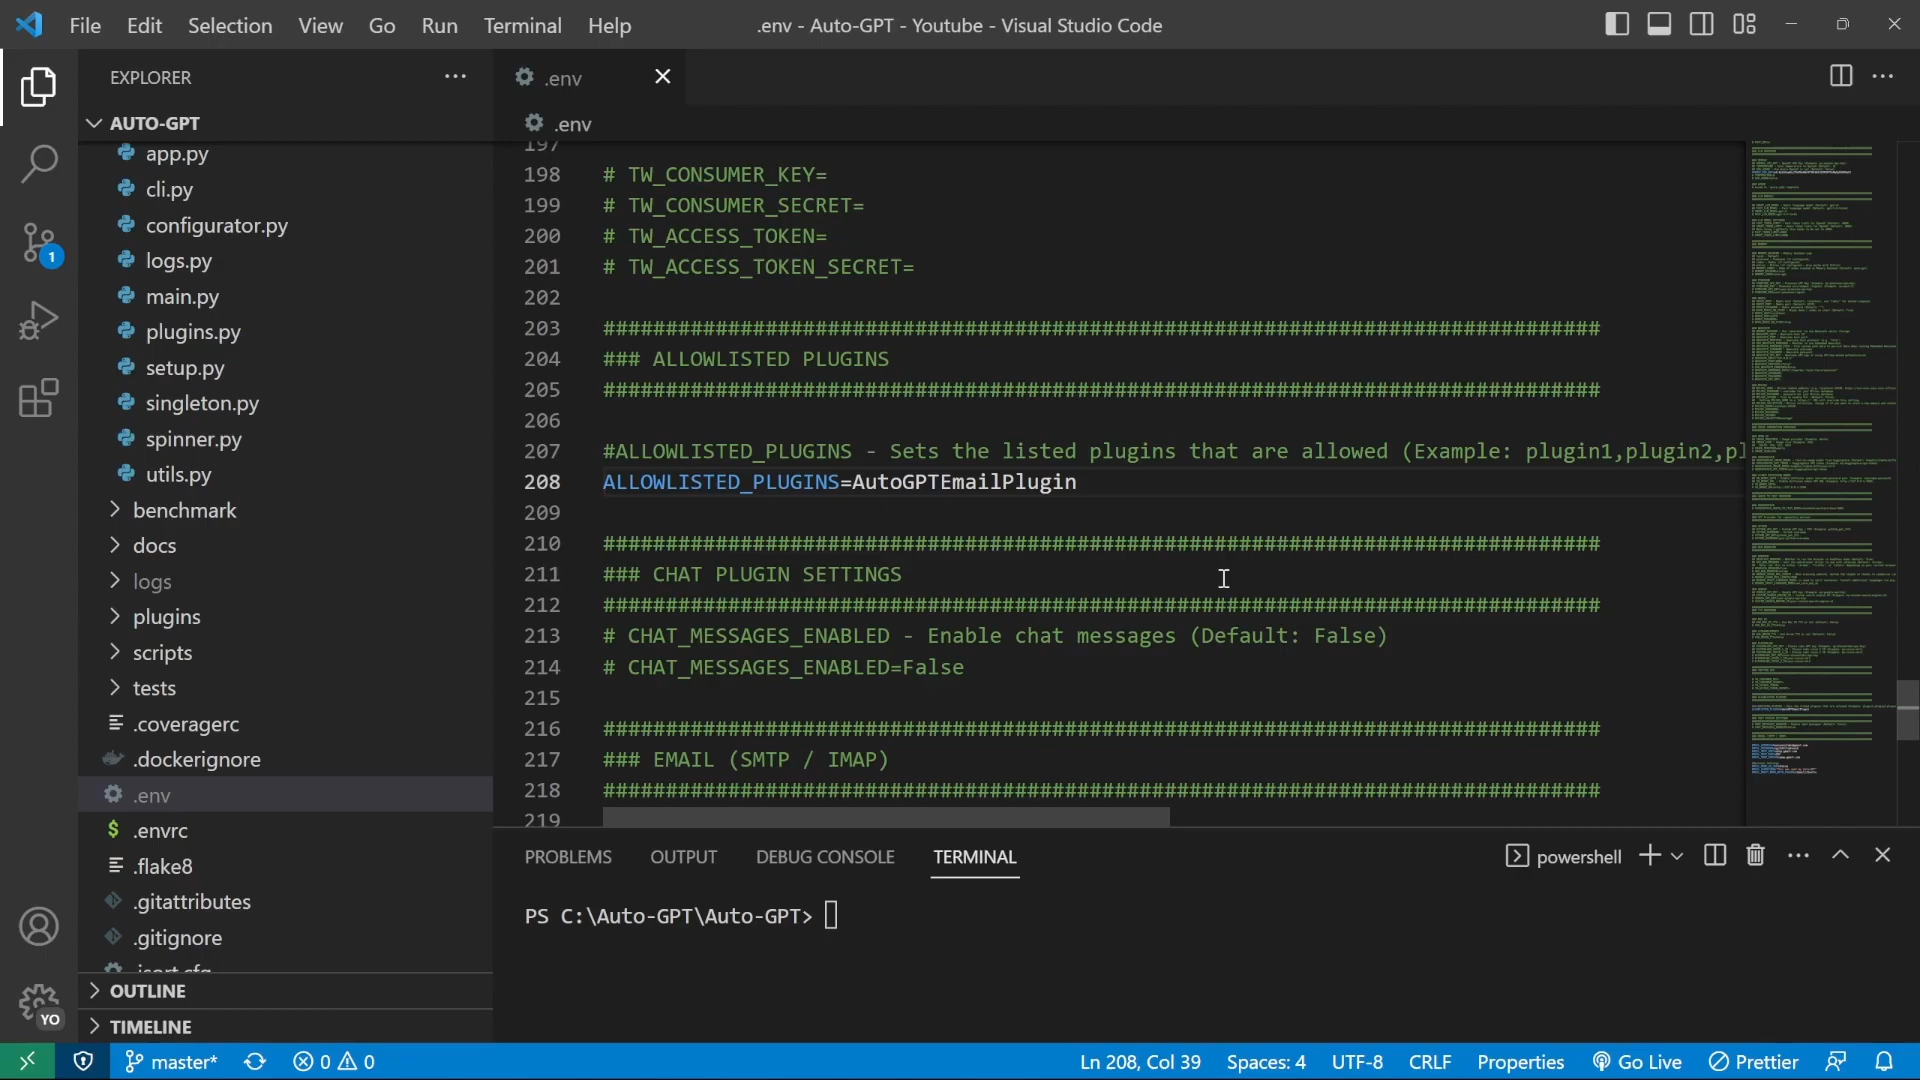 File Edit Selection View Go Run Terminal Help
.env - Auto-GPT - Youtube - Visual Studio Code
EXPLORER
AUTO-GPT
app.py
cli.py
configurator.py
logs.py
main.py
plugins.py
setup.py
singleton.py
spinner.py
utils.py
benchmark
docs
logs
plugins
scripts
tests
.coveragerc
.dockerignore
.env
.envrc
.flake8
.gitattributes
.gitignore
.isort.cfg
OUTLINE
TIMELINE
1
YO
.env
.env
197
198 # TW_CONSUMER_KEY=
199 # TW_CONSUMER_SECRET=
200 # TW_ACCESS_TOKEN=
201 # TW_ACCESS_TOKEN_SECRET=
202
203 ################################################################################
204 ### ALLOWLISTED PLUGINS
205 ################################################################################
206
207 #ALLOWLISTED_PLUGINS - Sets the listed plugins that are allowed (Example: plugin1,plugin2,pl
208 ALLOWLISTED_PLUGINS=AutoGPTEmailPlugin
209
210 ################################################################################
211 ### CHAT PLUGIN SETTINGS
212 ################################################################################
213 # CHAT_MESSAGES_ENABLED - Enable chat messages (Default: False)
214 # CHAT_MESSAGES_ENABLED=False
215
216 ################################################################################
217 ### EMAIL (SMTP / IMAP)
218 ################################################################################
219
PROBLEMS OUTPUT DEBUG CONSOLE TERMINAL
powershell
PS C:\Auto-GPT\Auto-GPT>
master* 0 0
Ln 208, Col 39 Spaces: 4 UTF-8 CRLF Properties Go Live Prettier